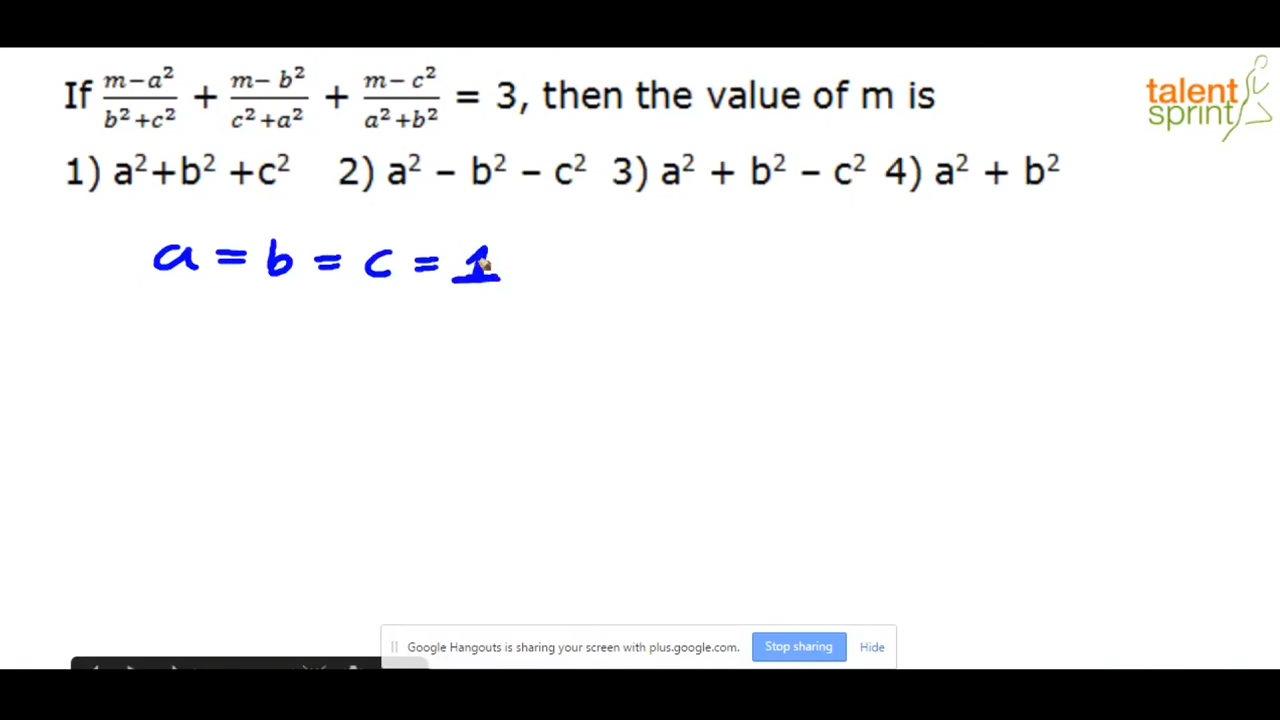 If (m−a²)/(b²+c²) + (m− b²)/(c²+a²) + (m− c²)/(a²+b²) = 3, then the value of m is
talent
sprint
1) a²+b² +c² 2) a² − b² − c² 3) a² + b² − c² 4) a² + b²
a = b = c = 1
Google Hangouts is sharing your screen with plus.google.com. Stop sharing Hide